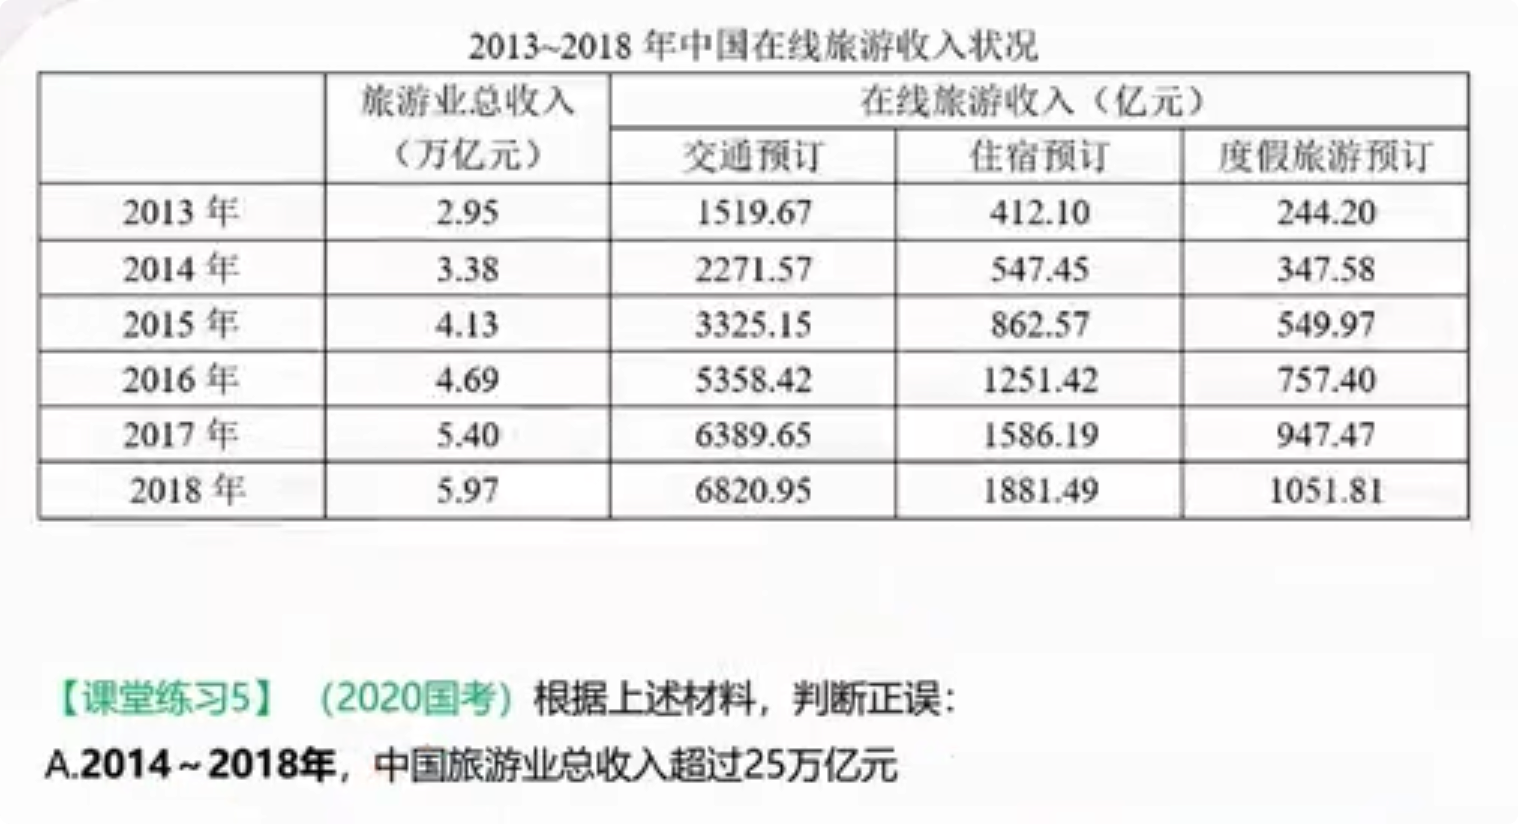 2013~2018 年中国在线旅游收入状况
旅游业总收入 在线旅游收入（亿元）
（万亿元） 交通预订 住宿预订 度假旅游预订
2013 年 2.95 1519.67 412.10 244.20
2014 年 3.38 2271.57 547.45 347.58
2015 年 4.13 3325.15 862.57 549.97
2016 年 4.69 5358.42 1251.42 757.40
2017 年 5.40 6389.65 1586.19 947.47
2018 年 5.97 6820.95 1881.49 1051.81
【课堂练习5】（2020国考）根据上述材料，判断正误：
A.2014～2018年，中国旅游业总收入超过25万亿元